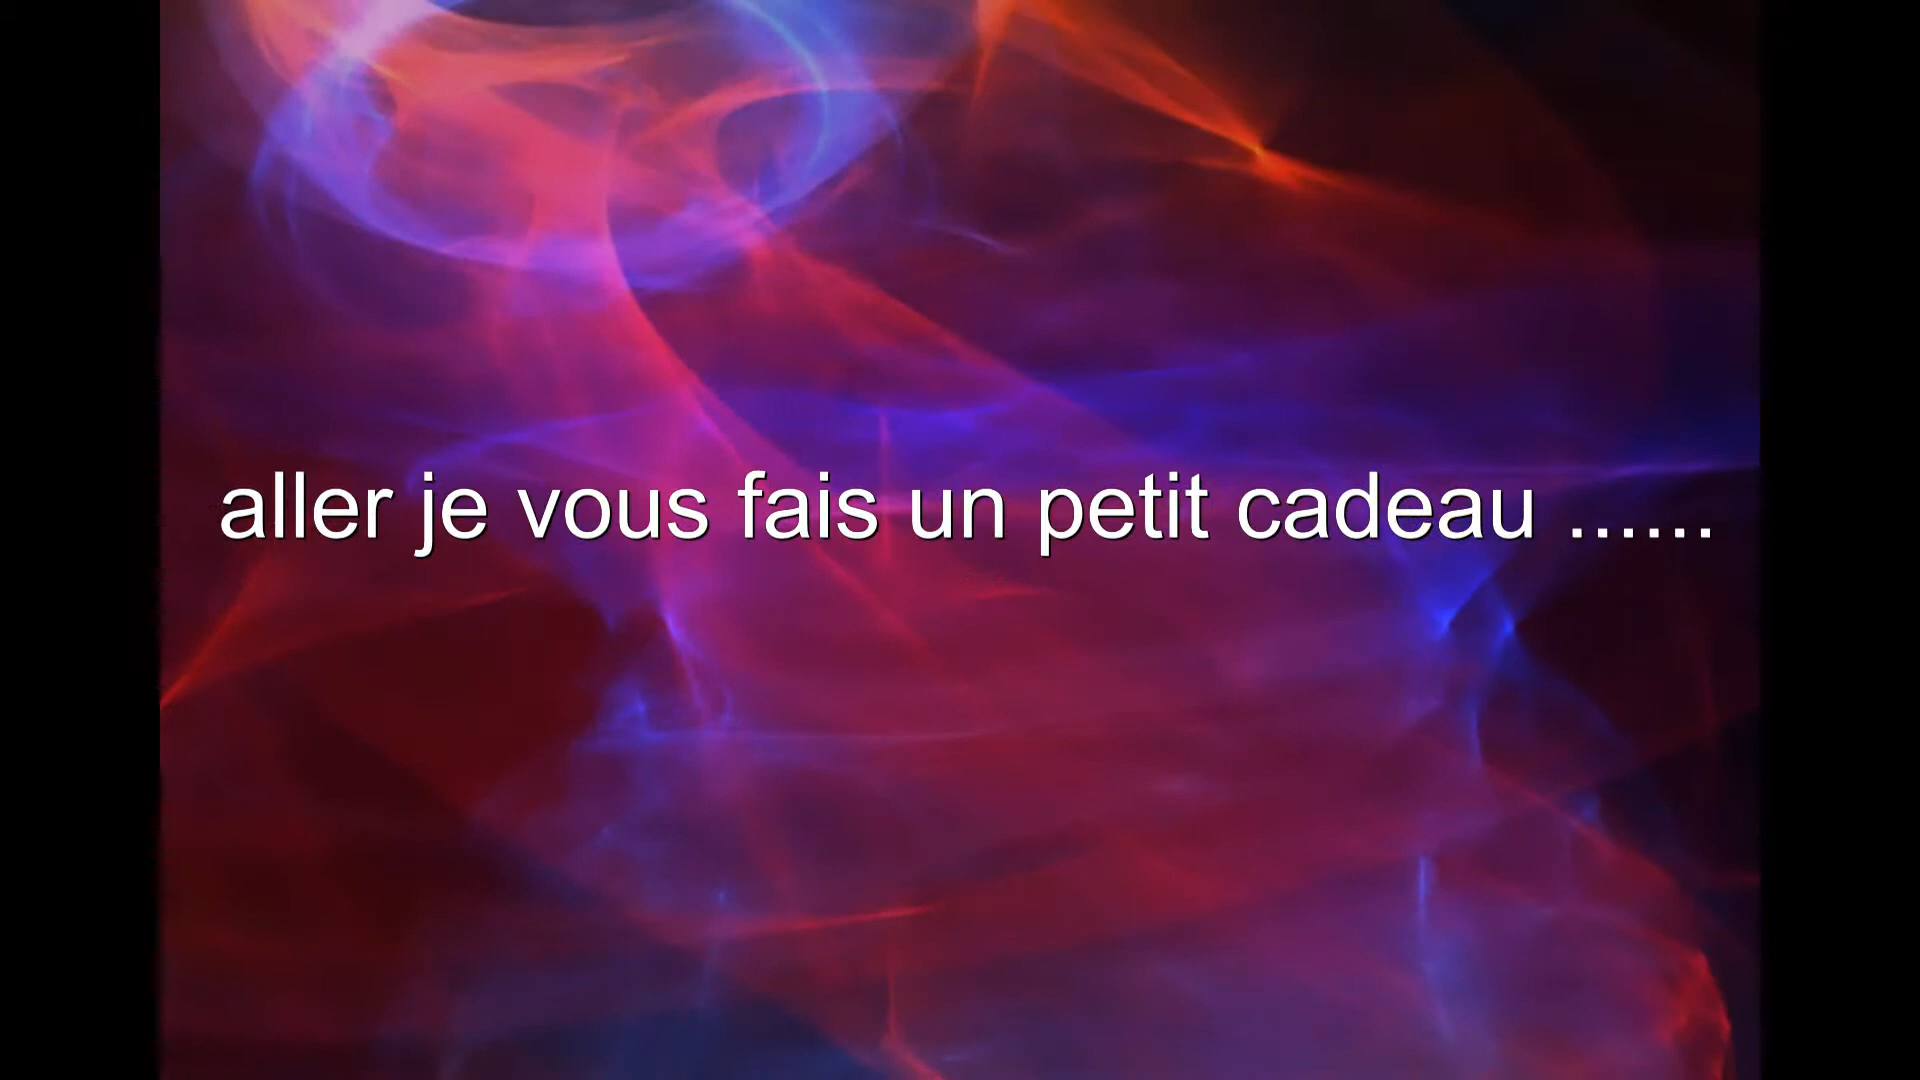 aller je vous fais un petit cadeau ......